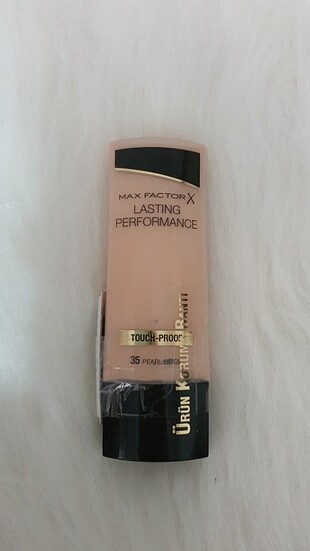 MAX FACTOR X
LASTING
PERFORMANCE
TOUCH-PROOF
35 PEARL BEIGE
ÜRÜN KORUMA BANTI